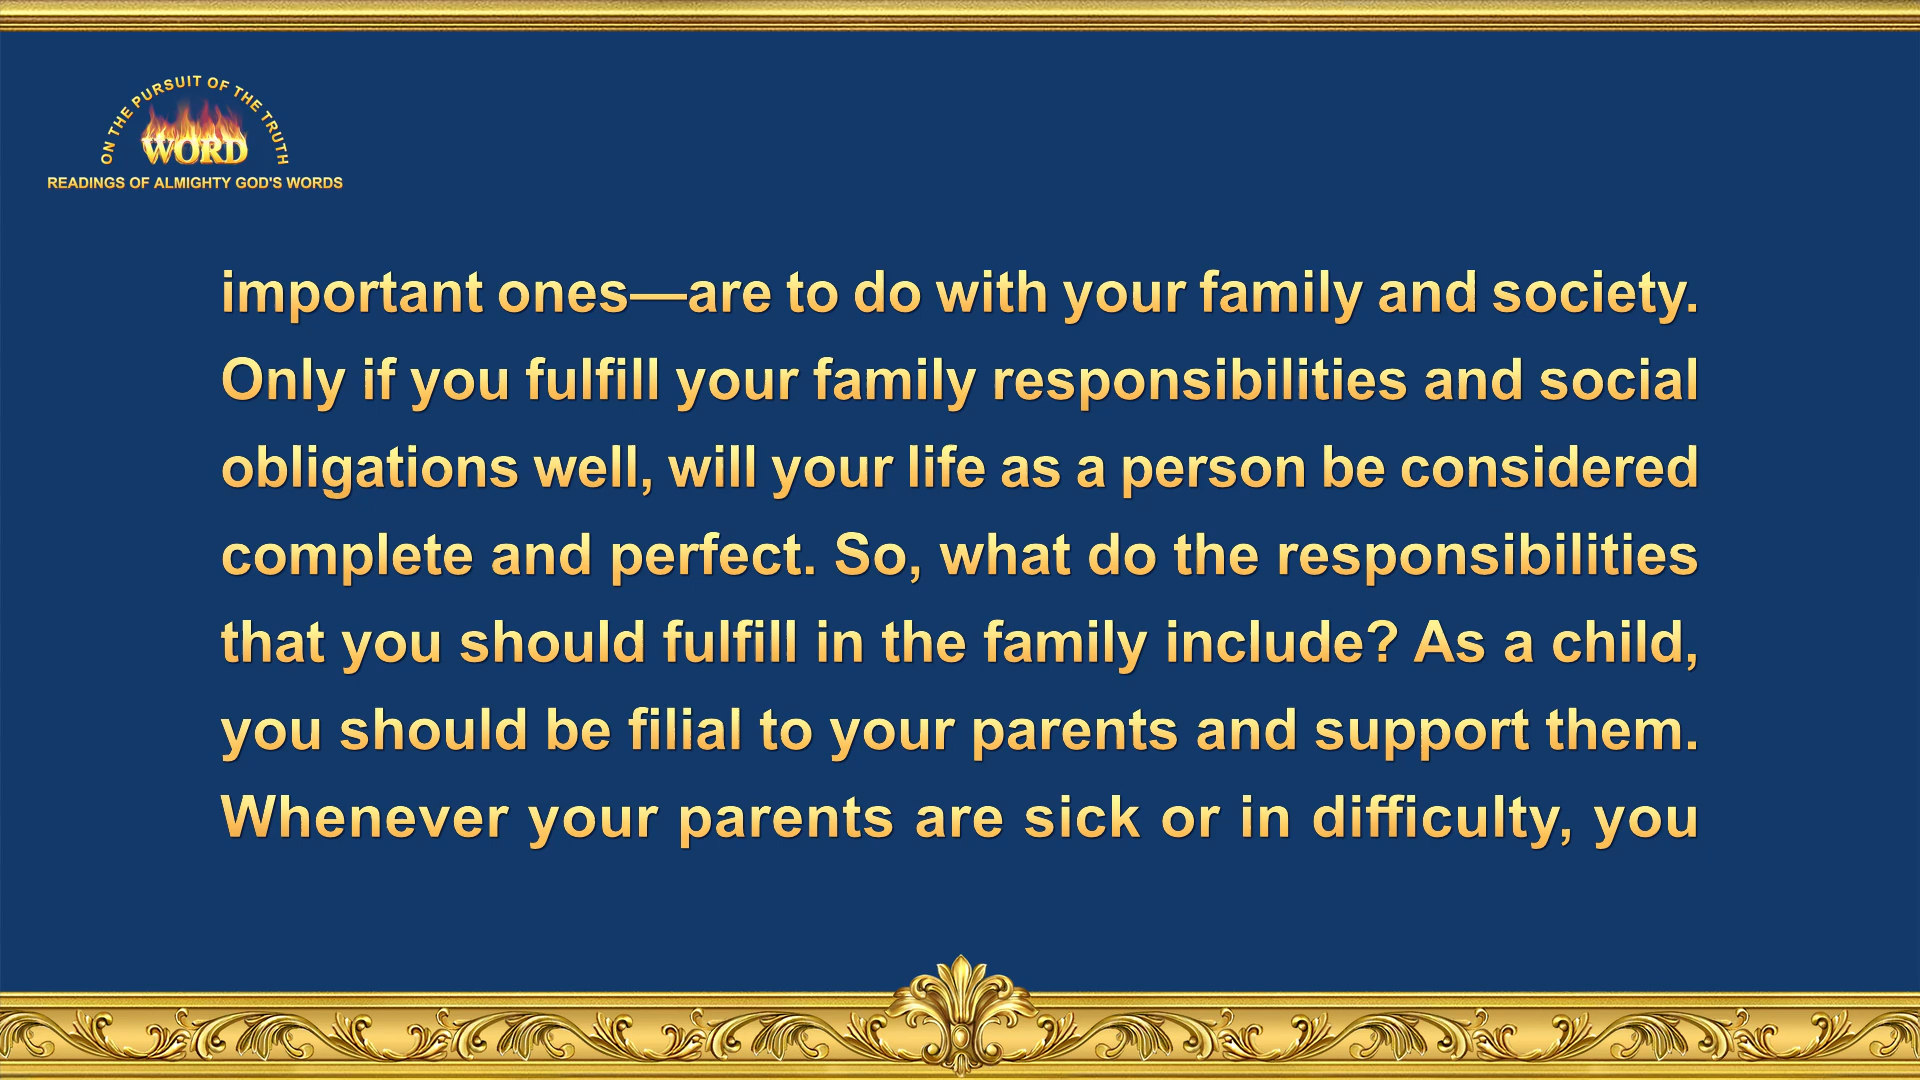 ON THE PURSUIT OF THE TRUTH
WORD
READINGS OF ALMIGHTY GOD'S WORDS
important ones—are to do with your family and society.
Only if you fulfill your family responsibilities and social
obligations well, will your life as a person be considered
complete and perfect. So, what do the responsibilities
that you should fulfill in the family include? As a child,
you should be filial to your parents and support them.
Whenever your parents are sick or in difficulty, you